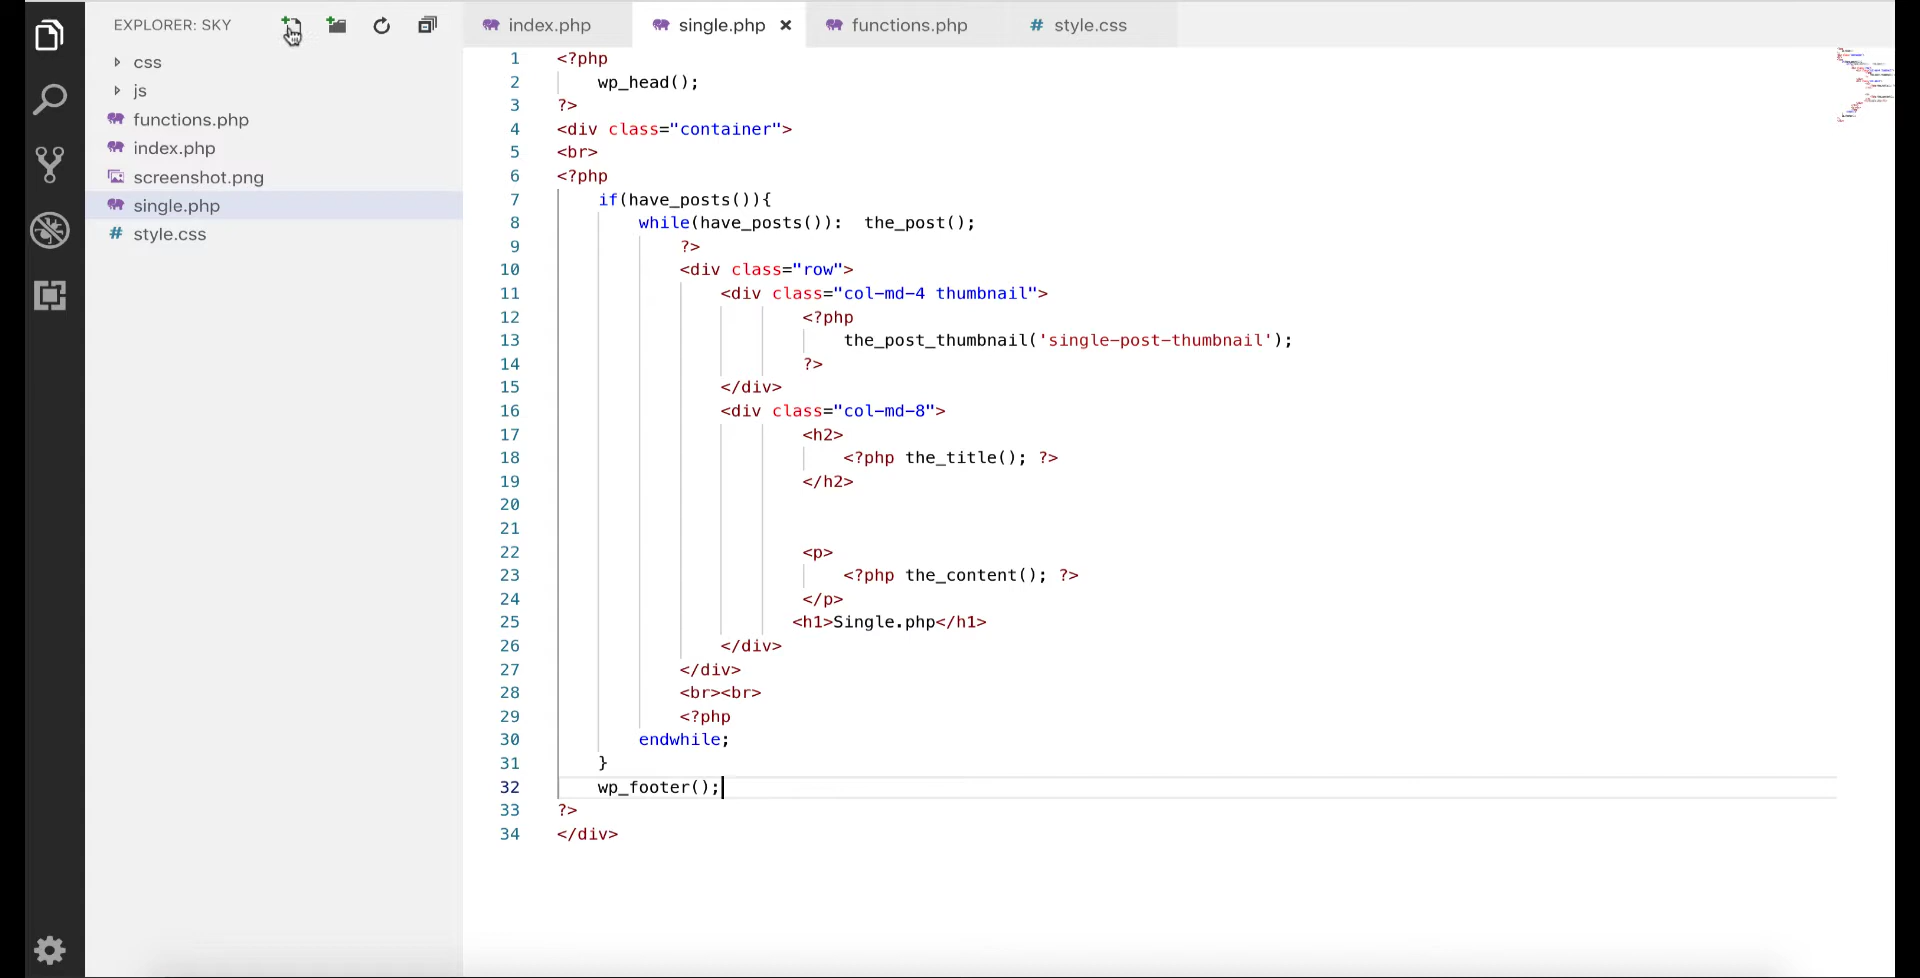 EXPLORER: SKY
css
js
functions.php
index.php
screenshot.png
single.php
# style.css
index.php
single.php ×
functions.php
# style.css
1 <?php
2 wp_head();
3 ?>
4 <div class="container">
5 <br>
6 <?php
7 if(have_posts()){
8 while(have_posts()):  the_post();
9 ?>
10 <div class="row">
11 <div class="col-md-4 thumbnail">
12 <?php
13 the_post_thumbnail('single-post-thumbnail');
14 ?>
15 </div>
16 <div class="col-md-8">
17 <h2>
18 <?php the_title(); ?>
19 </h2>
20
21
22 <p>
23 <?php the_content(); ?>
24 </p>
25 <h1>Single.php</h1>
26 </div>
27 </div>
28 <br><br>
29 <?php
30 endwhile;
31 }
32 wp_footer();
33 ?>
34 </div>